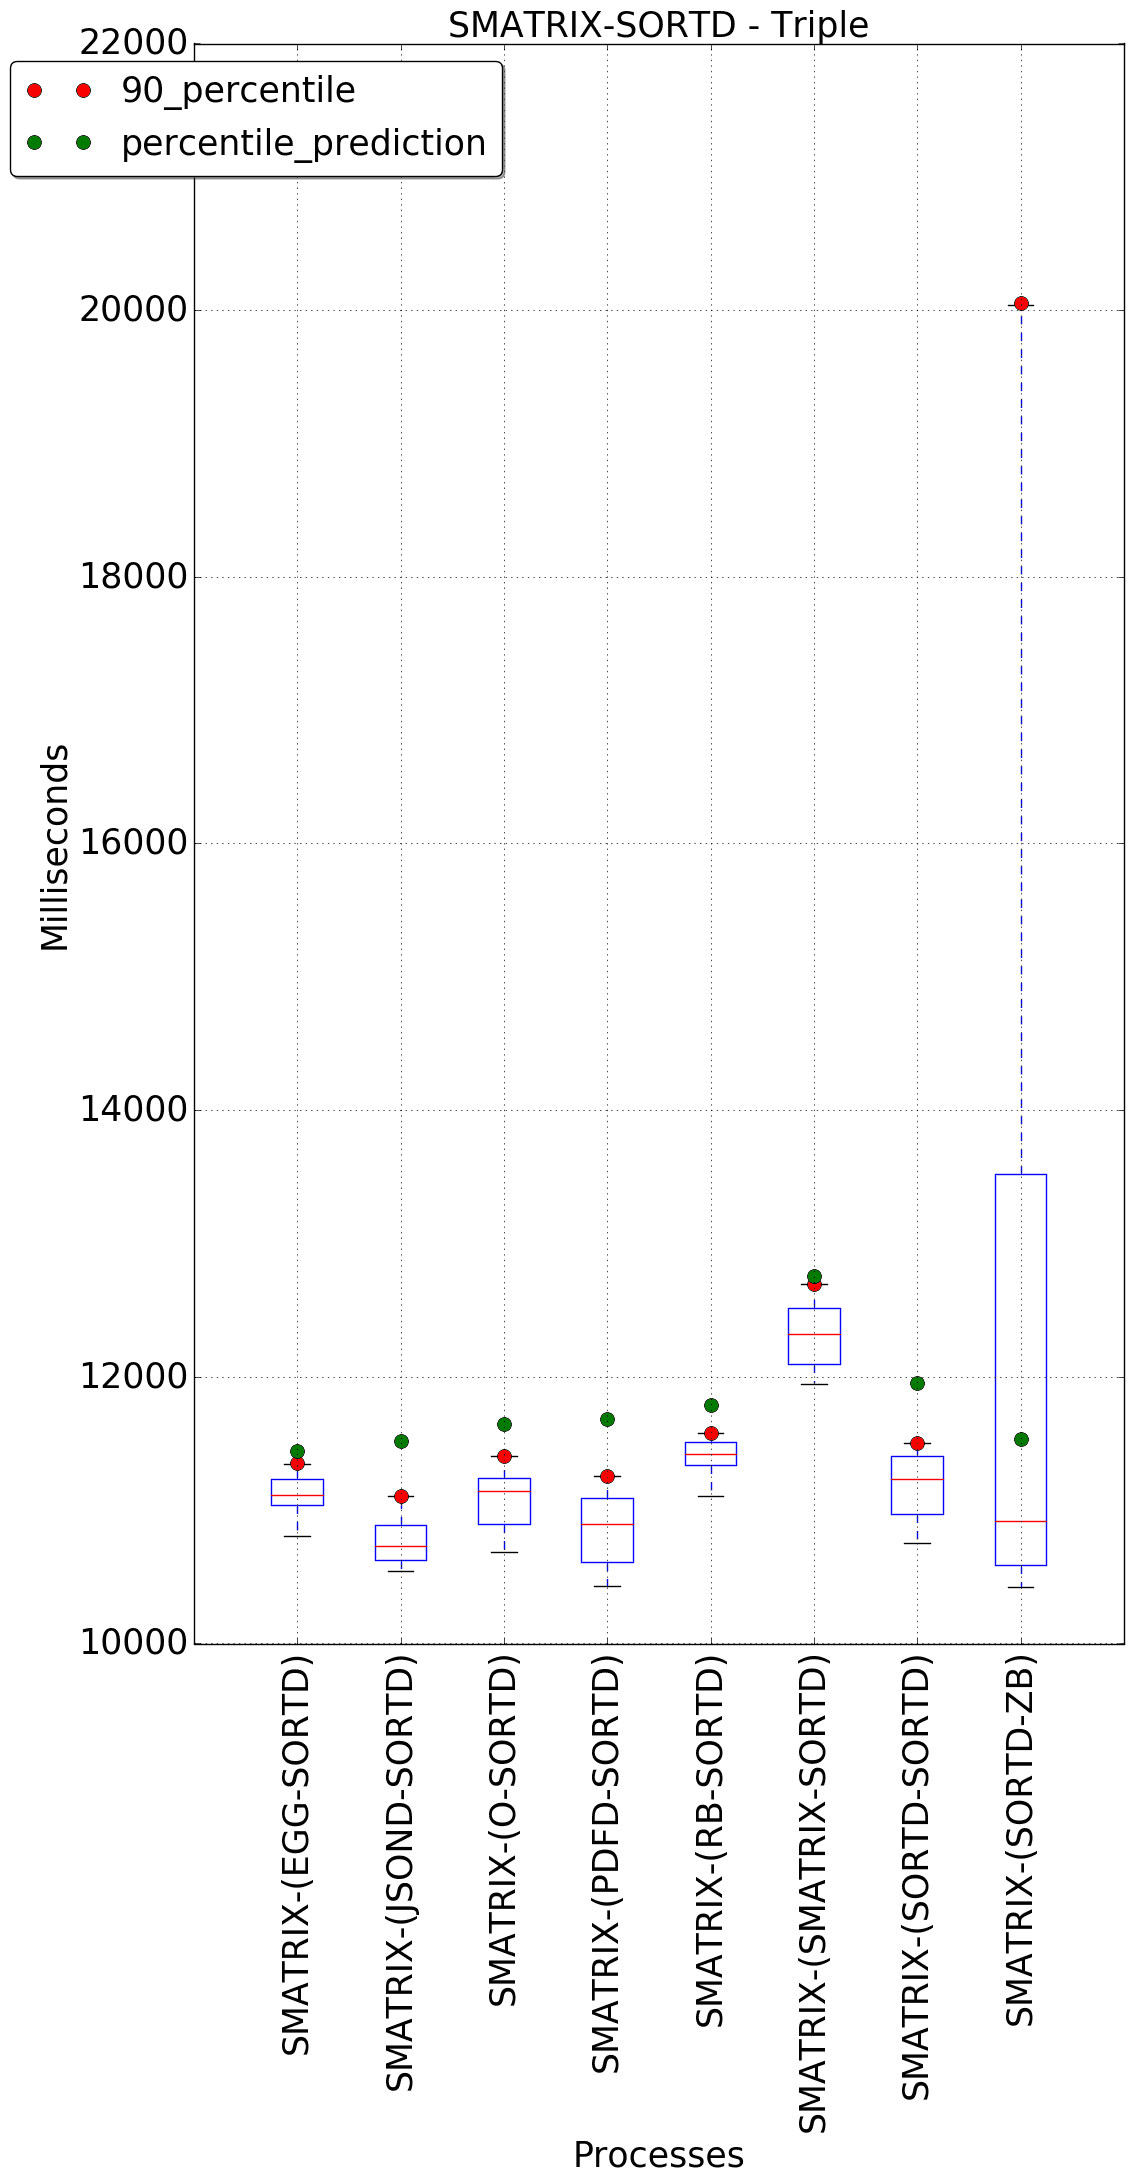 SMATRIX-SORTD - Triple
90_percentile
percentile_prediction
22000
20000
18000
16000
14000
12000
10000
Milliseconds
SMATRIX-(EGG-SORTD)
SMATRIX-(JSOND-SORTD)
SMATRIX-(O-SORTD)
SMATRIX-(PDFD-SORTD)
SMATRIX-(RB-SORTD)
SMATRIX-(SMATRIX-SORTD)
SMATRIX-(SORTD-SORTD)
SMATRIX-(SORTD-ZB)
Processes